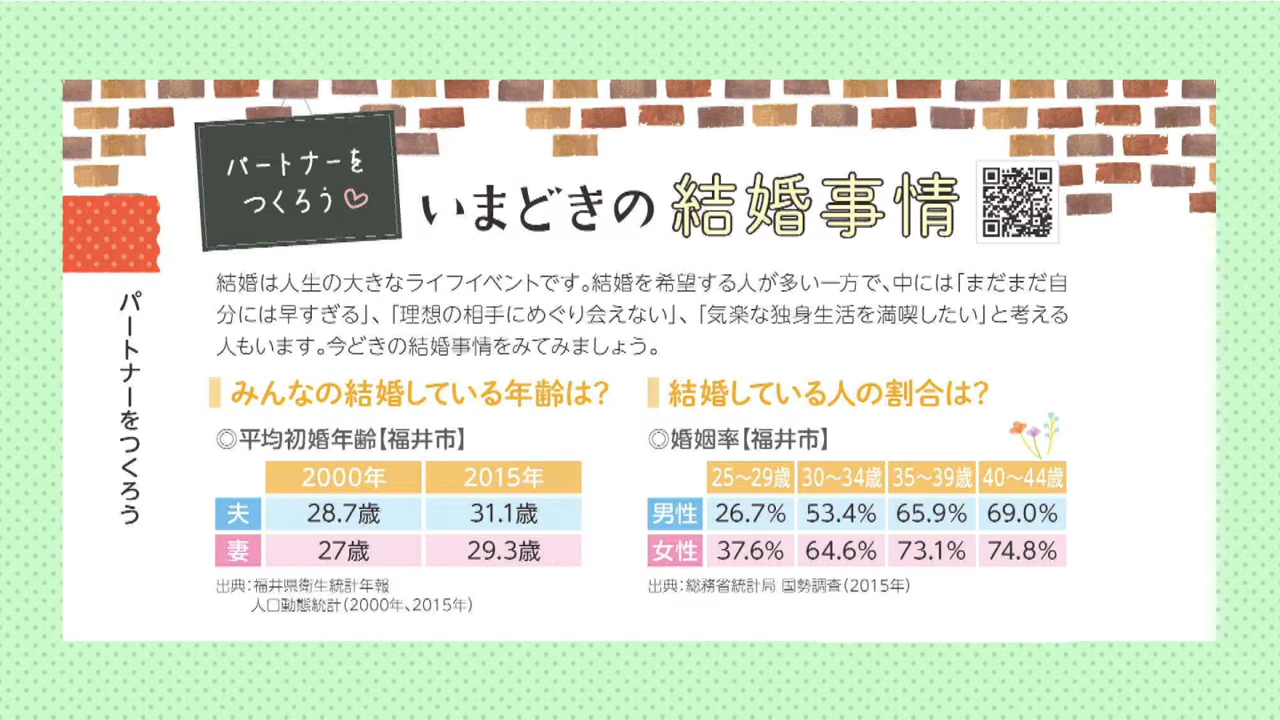 パートナーを
つくろう
いまどきの結婚事情
パートナーをつくろう
結婚は人生の大きなライフイベントです。結婚を希望する人が多い一方で、中には「まだまだ自
分には早すぎる」、「理想の相手にめぐり会えない」、「気楽な独身生活を満喫したい」と考える
人もいます。今どきの結婚事情をみてみましょう。
みんなの結婚している年齢は?
◎平均初婚年齢【福井市】
2000年 2015年
夫 28.7歳 31.1歳
妻 27歳 29.3歳
出典:福井県衛生統計年報
人口動態統計(2000年、2015年)
結婚している人の割合は?
◎婚姻率【福井市】
25〜29歳 30〜34歳 35〜39歳 40〜44歳
男性 26.7% 53.4% 65.9% 69.0%
女性 37.6% 64.6% 73.1% 74.8%
出典:総務省統計局 国勢調査(2015年)